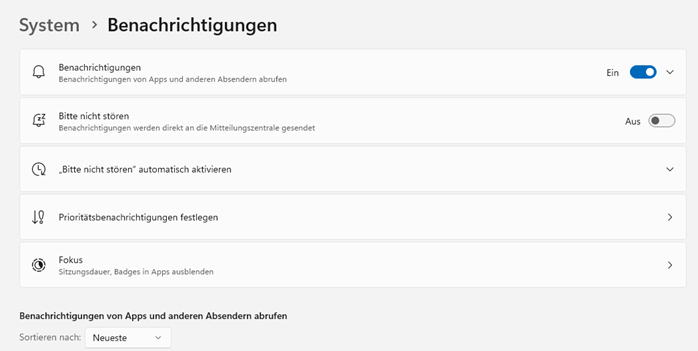 System > Benachrichtigungen
Benachrichtigungen
Benachrichtigungen von Apps und anderen Absendern abrufen
Ein
Bitte nicht stören
Benachrichtigungen werden direkt an die Mitteilungszentrale gesendet
Aus
„Bitte nicht stören“ automatisch aktivieren
Prioritätsbenachrichtigungen festlegen
Fokus
Sitzungsdauer, Badges in Apps ausblenden
Benachrichtigungen von Apps und anderen Absendern abrufen
Sortieren nach: Neueste